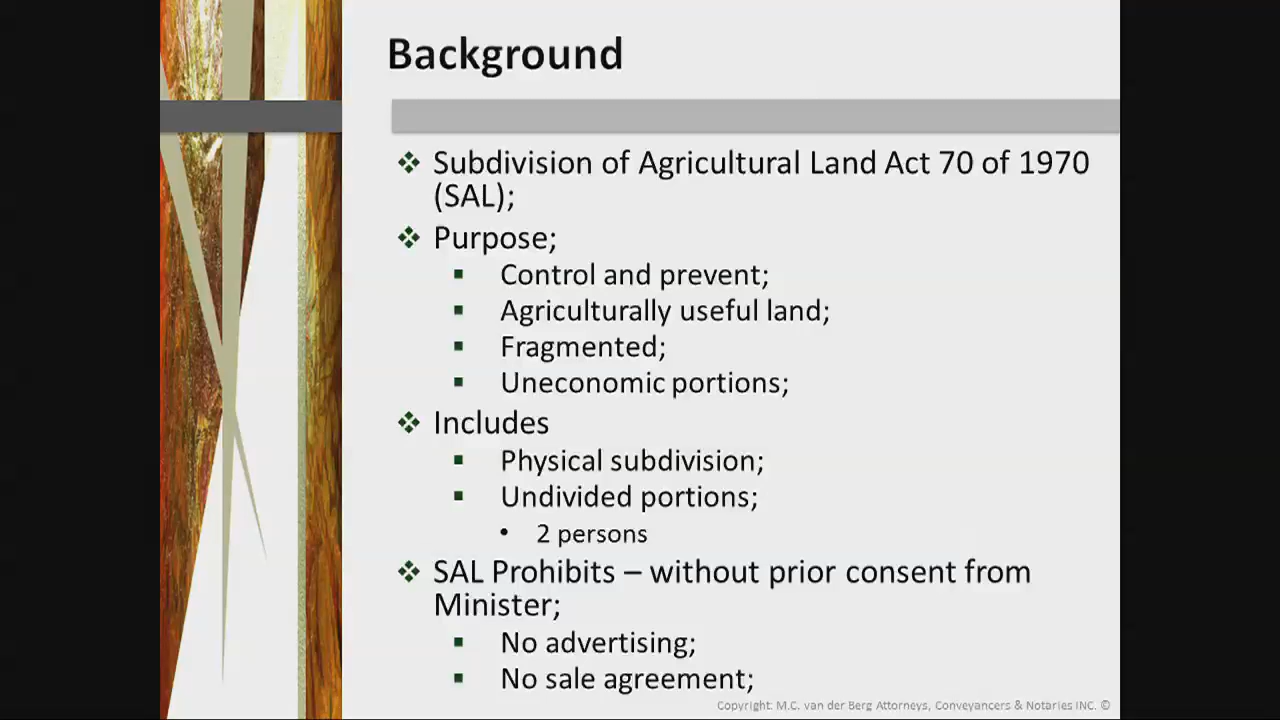 Background
Subdivision of Agricultural Land Act 70 of 1970
(SAL);
Purpose;
Control and prevent;
Agriculturally useful land;
Fragmented;
Uneconomic portions;
Includes
Physical subdivision;
Undivided portions;
2 persons
SAL Prohibits – without prior consent from
Minister;
No advertising;
No sale agreement;
Copyright: M.C. van der Berg Attorneys, Conveyancers & Notaries INC. ©